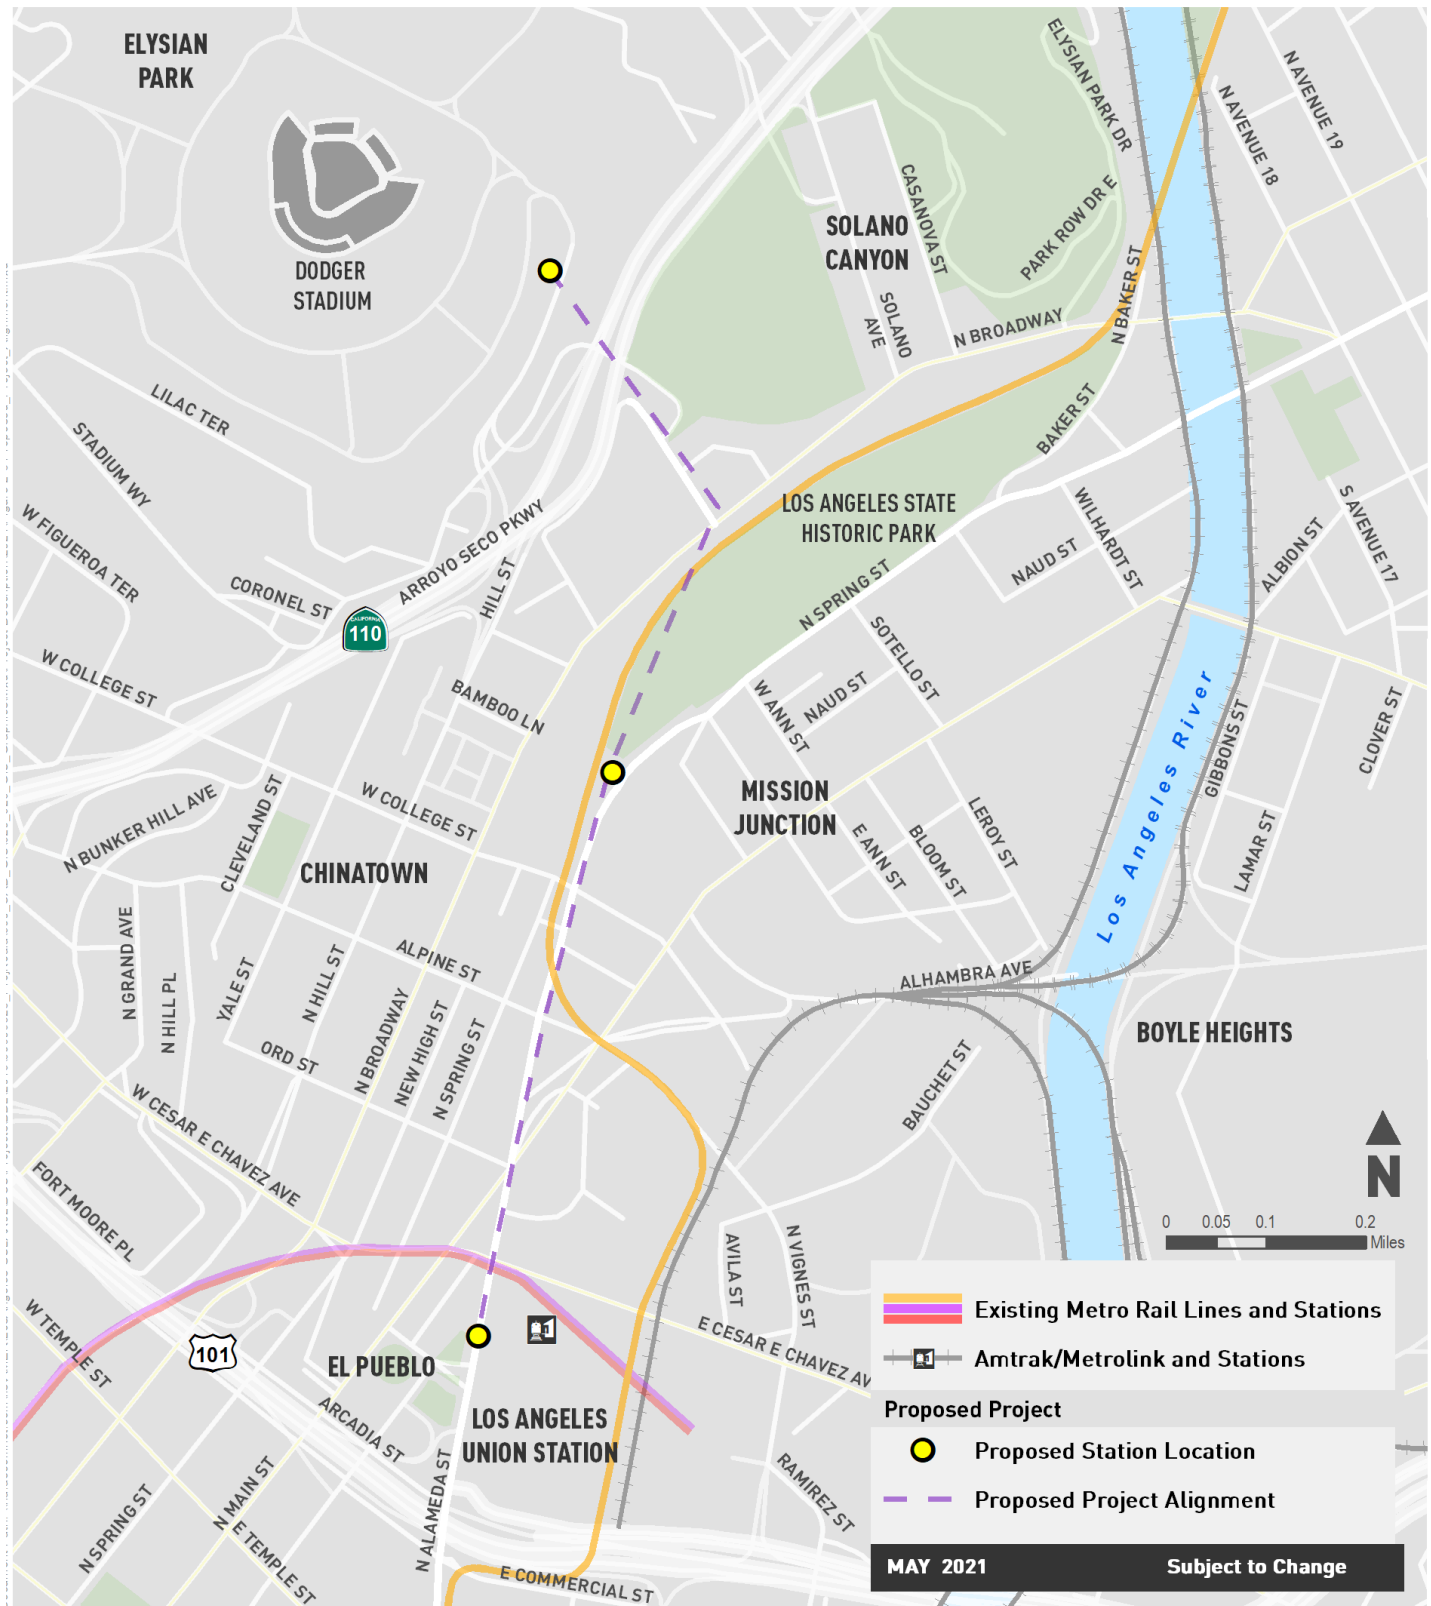 ELYSIAN
PARK
DODGER
STADIUM
ELYSIAN PARK DR
N AVENUE 19
N AVENUE 18
CASANOVA ST
SOLANO
CANYON
PARK ROW DR E
SOLANO
AVE
N BROADWAY
N BAKER ST
BAKER ST
LILAC TER
STADIUM WY
W FIGUEROA TER
ARROYO SECO PKWY
HILL ST
CORONEL ST
CALIFORNIA
110
W COLLEGE ST
BAMBOO LN
LOS ANGELES STATE
HISTORIC PARK
N SPRING ST
WILHARDT ST
NAUD ST
S AVENUE 17
ALBION ST
SOTELLO ST
W ANN ST
NAUD ST
Los Angeles River
GIBBONS ST
CLOVER ST
N BUNKER HILL AVE
CLEVELAND ST
W COLLEGE ST
CHINATOWN
MISSION
JUNCTION
E ANN ST
BLOOM ST
LEROY ST
LAMAR ST
N GRAND AVE
N HILL PL
YALE ST
N HILL ST
ALPINE ST
N BROADWAY
NEW HIGH ST
N SPRING ST
ORD ST
ALHAMBRA AVE
BOYLE HEIGHTS
BAUCHET ST
W CESAR E CHAVEZ AVE
FORT MOORE PL
W TEMPLE ST
101
EL PUEBLO
ARCADIA ST
LOS ANGELES
UNION STATION
AVILA ST
N VIGNES ST
E CESAR E CHAVEZ AV
RAMIREZ ST
N ALAMEDA ST
N MAIN ST
N SPRING ST
E TEMPLE ST
E COMMERCIAL ST
N
0 0.05 0.1 0.2
Miles
Existing Metro Rail Lines and Stations
Amtrak/Metrolink and Stations
Proposed Project
Proposed Station Location
Proposed Project Alignment
MAY 2021 Subject to Change